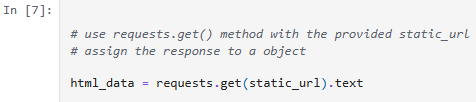 In [7]:
# use requests.get() method with the provided static_url
# assign the response to a object
html_data = requests.get(static_url).text